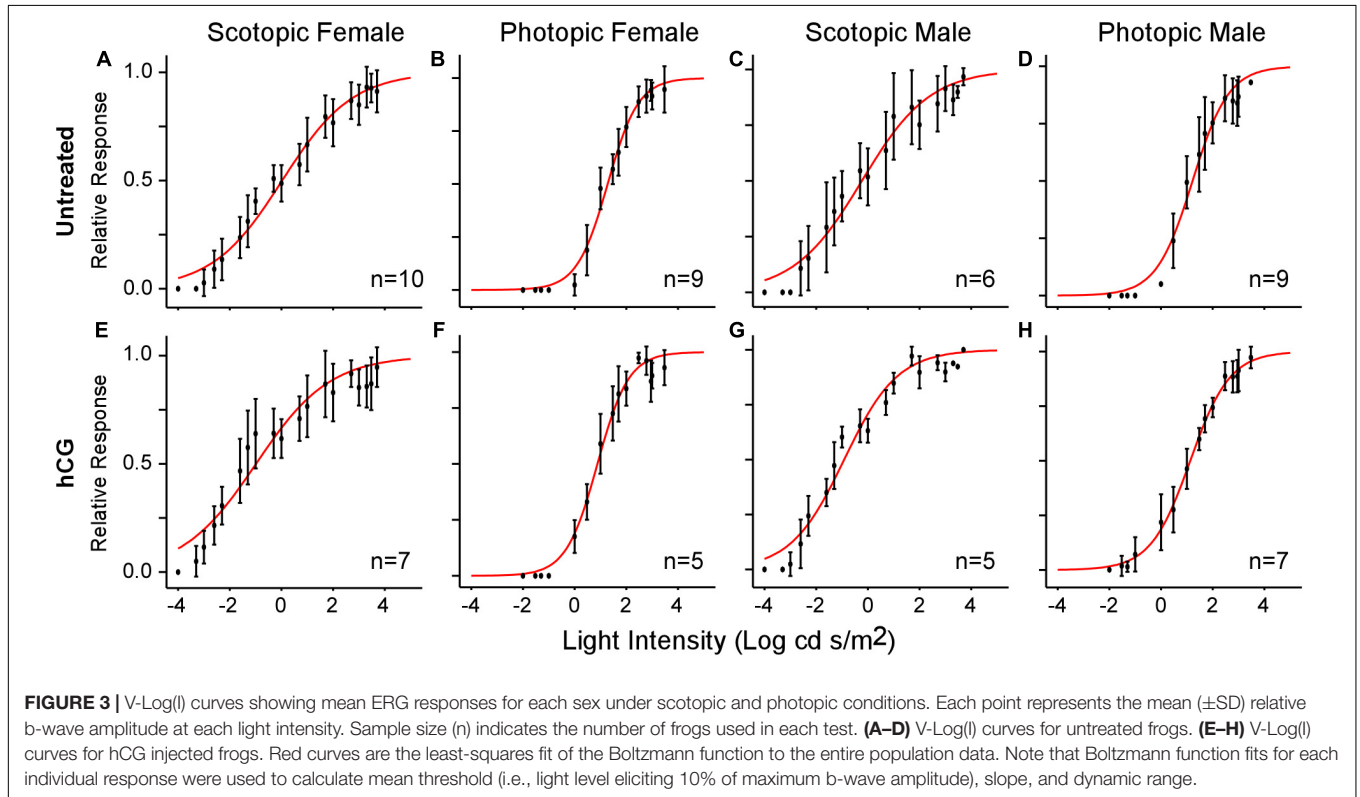 Scotopic Female Photopic Female Scotopic Male Photopic Male
A B C D
Untreated
Relative Response
1.0
0.5
0.0
n=10 n=9 n=6 n=9
E F G H
hCG
Relative Response
1.0
0.5
0.0
n=7 n=5 n=5 n=7
-4 -2 0 2 4 -4 -2 0 2 4 -4 -2 0 2 4 -4 -2 0 2 4
Light Intensity (Log cd s/m2)
FIGURE 3 | V-Log(I) curves showing mean ERG responses for each sex under scotopic and photopic conditions. Each point represents the mean (±SD) relative
b-wave amplitude at each light intensity. Sample size (n) indicates the number of frogs used in each test. (A–D) V-Log(I) curves for untreated frogs. (E–H) V-Log(I)
curves for hCG injected frogs. Red curves are the least-squares fit of the Boltzmann function to the entire population data. Note that Boltzmann function fits for each
individual response were used to calculate mean threshold (i.e., light level eliciting 10% of maximum b-wave amplitude), slope, and dynamic range.